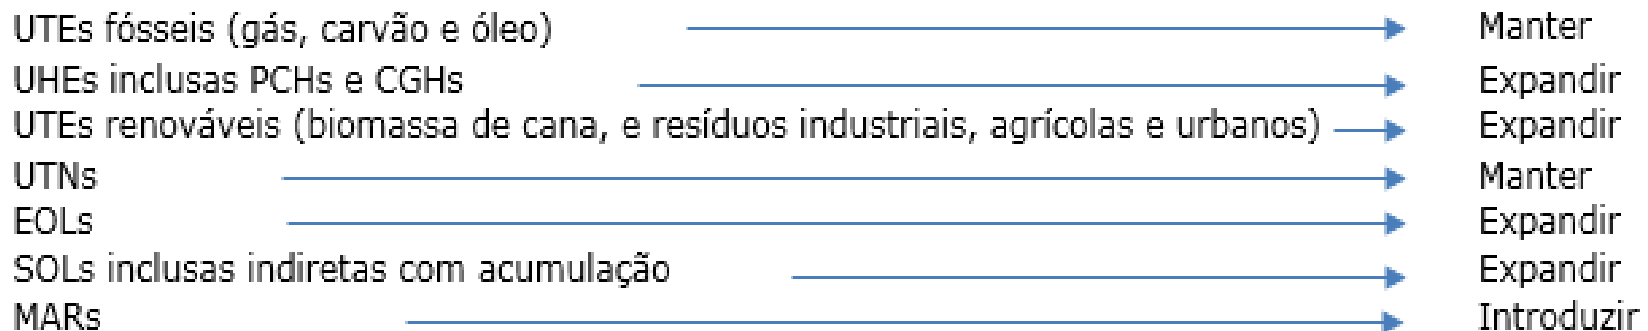 UTEs fósseis (gás, carvão e óleo) Manter
UHEs inclusas PCHs e CGHs Expandir
UTEs renováveis (biomassa de cana, e resíduos industriais, agrícolas e urbanos) Expandir
UTNs Manter
EOLs Expandir
SOLs inclusas indiretas com acumulação Expandir
MARs Introduzir